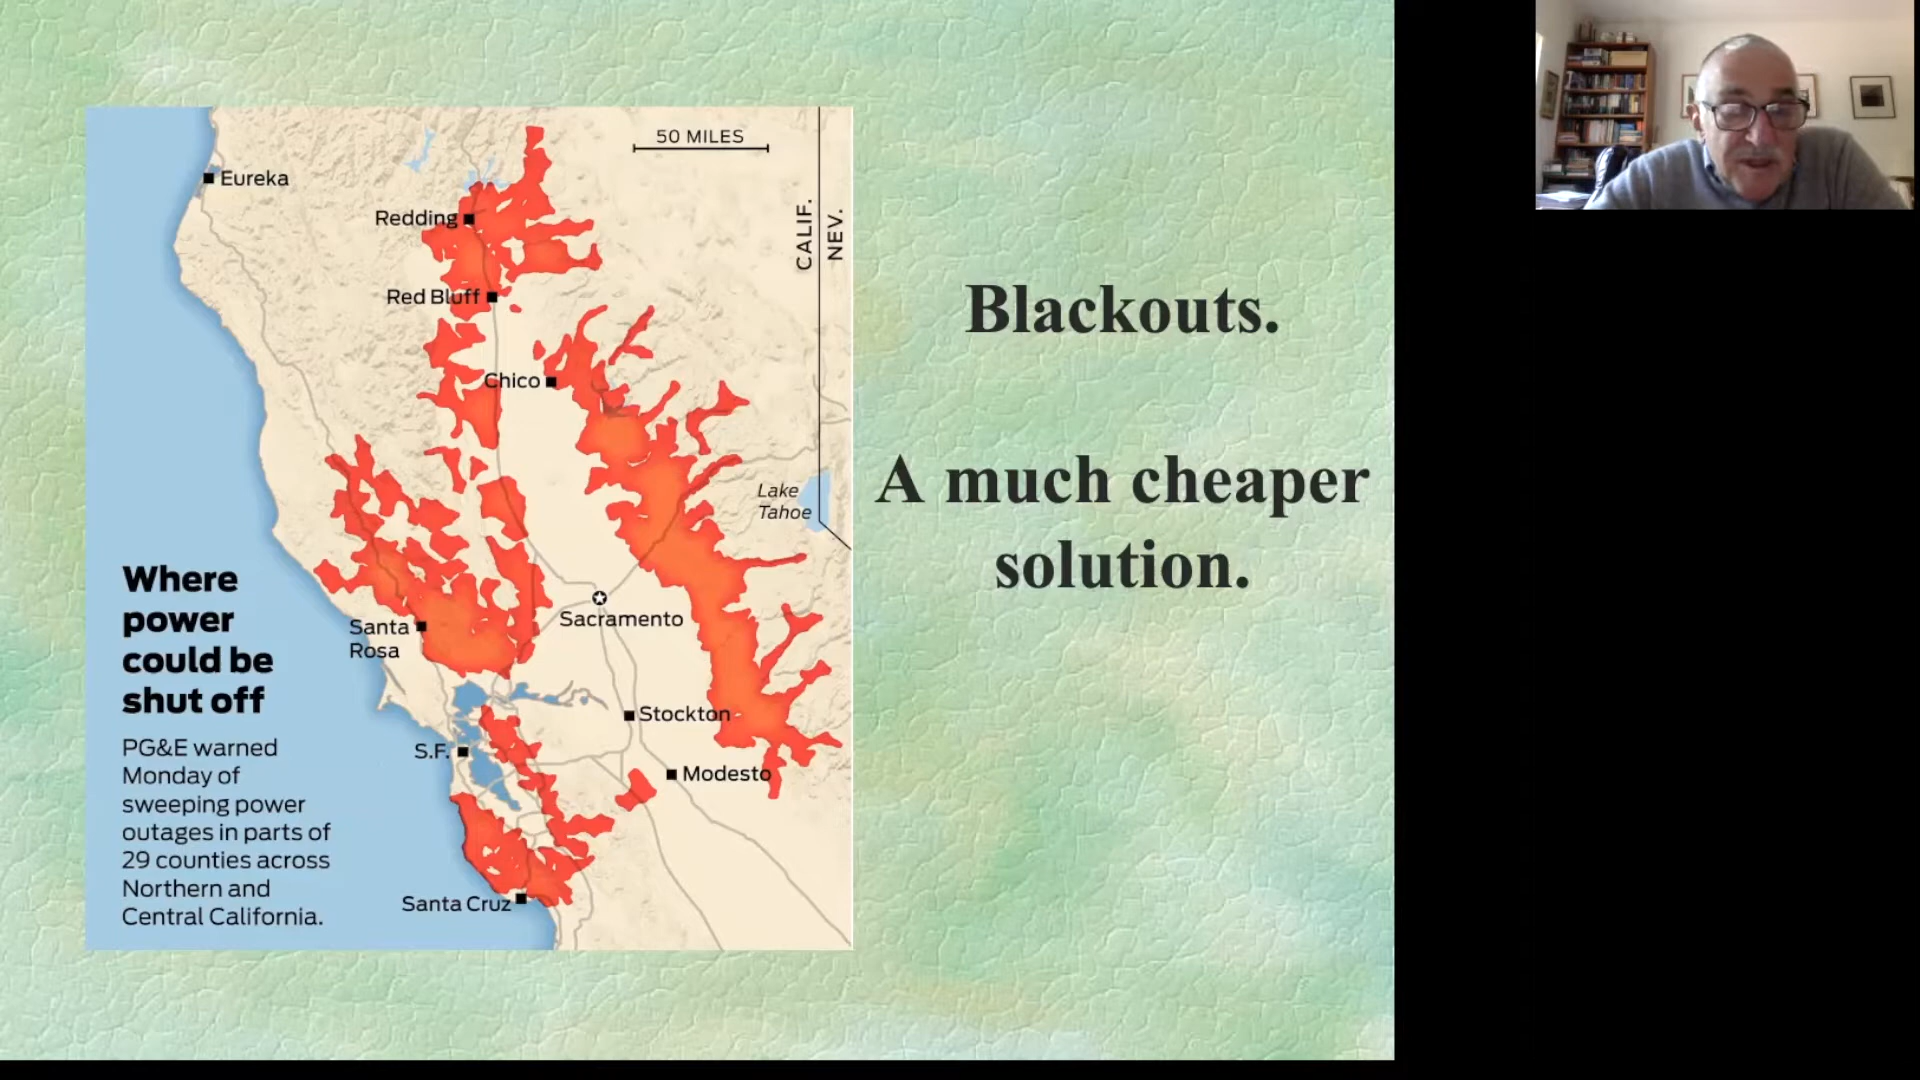 50 MILES
Eureka
CALIF.
NEV.
Redding
Red Bluff
Chico
Lake
Tahoe
Where
power
could be
shut off
Sacramento
Santa
Rosa
Stockton
PG&E warned
Monday of
sweeping power
outages in parts of
29 counties across
Northern and
Central California.
S.F.
Modesto
Santa Cruz
Blackouts.
A much cheaper
solution.